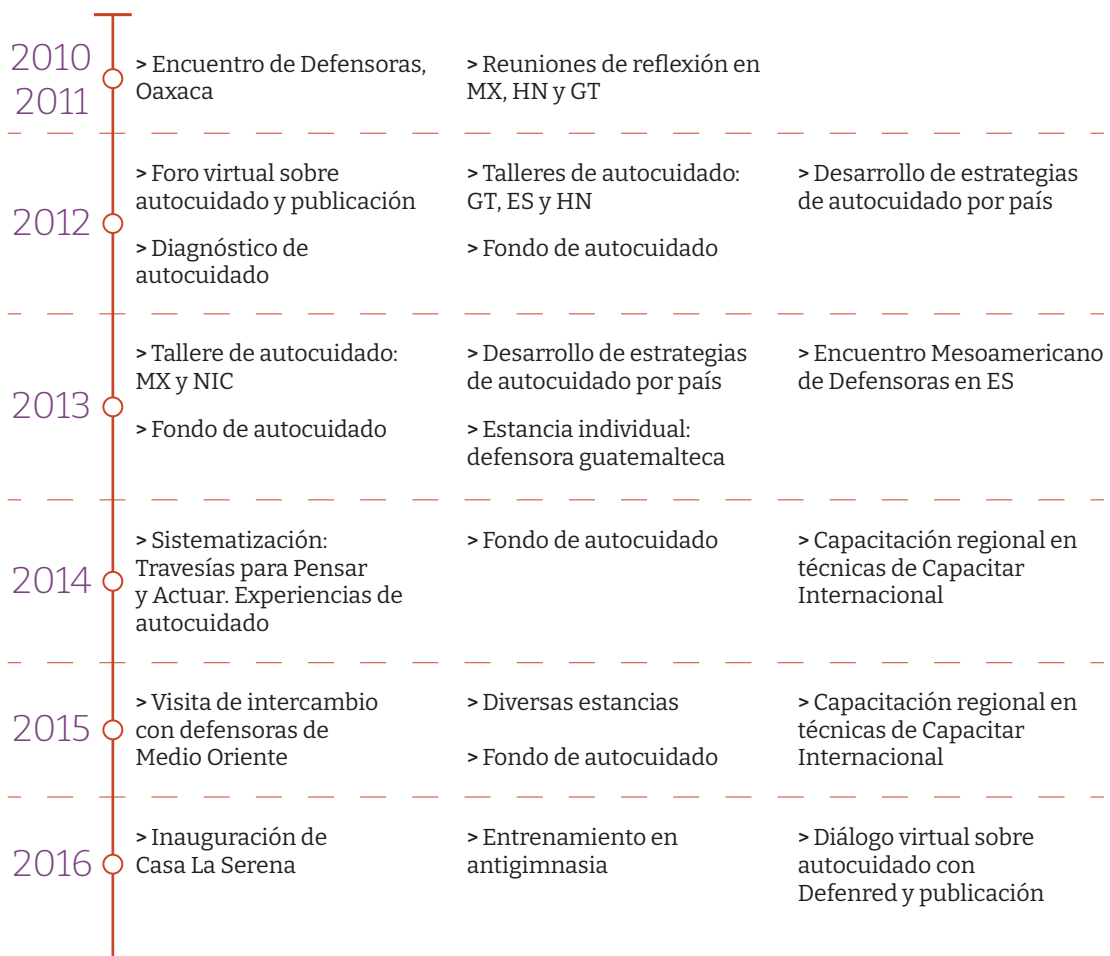 2010
2011
> Encuentro de Defensoras,
Oaxaca
> Reuniones de reflexión en
MX, HN y GT
2012
> Foro virtual sobre
autocuidado y publicación
> Diagnóstico de
autocuidado
> Talleres de autocuidado:
GT, ES y HN
> Fondo de autocuidado
> Desarrollo de estrategias
de autocuidado por país
2013
> Tallere de autocuidado:
MX y NIC
> Fondo de autocuidado
> Desarrollo de estrategias
de autocuidado por país
> Estancia individual:
defensora guatemalteca
> Encuentro Mesoamericano
de Defensoras en ES
2014
> Sistematización:
Travesías para Pensar
y Actuar. Experiencias de
autocuidado
> Fondo de autocuidado
> Capacitación regional en
técnicas de Capacitar
Internacional
2015
> Visita de intercambio
con defensoras de
Medio Oriente
> Diversas estancias
> Fondo de autocuidado
> Capacitación regional en
técnicas de Capacitar
Internacional
2016
> Inauguración de
Casa La Serena
> Entrenamiento en
antigimnasia
> Diálogo virtual sobre
autocuidado con
Defenred y publicación